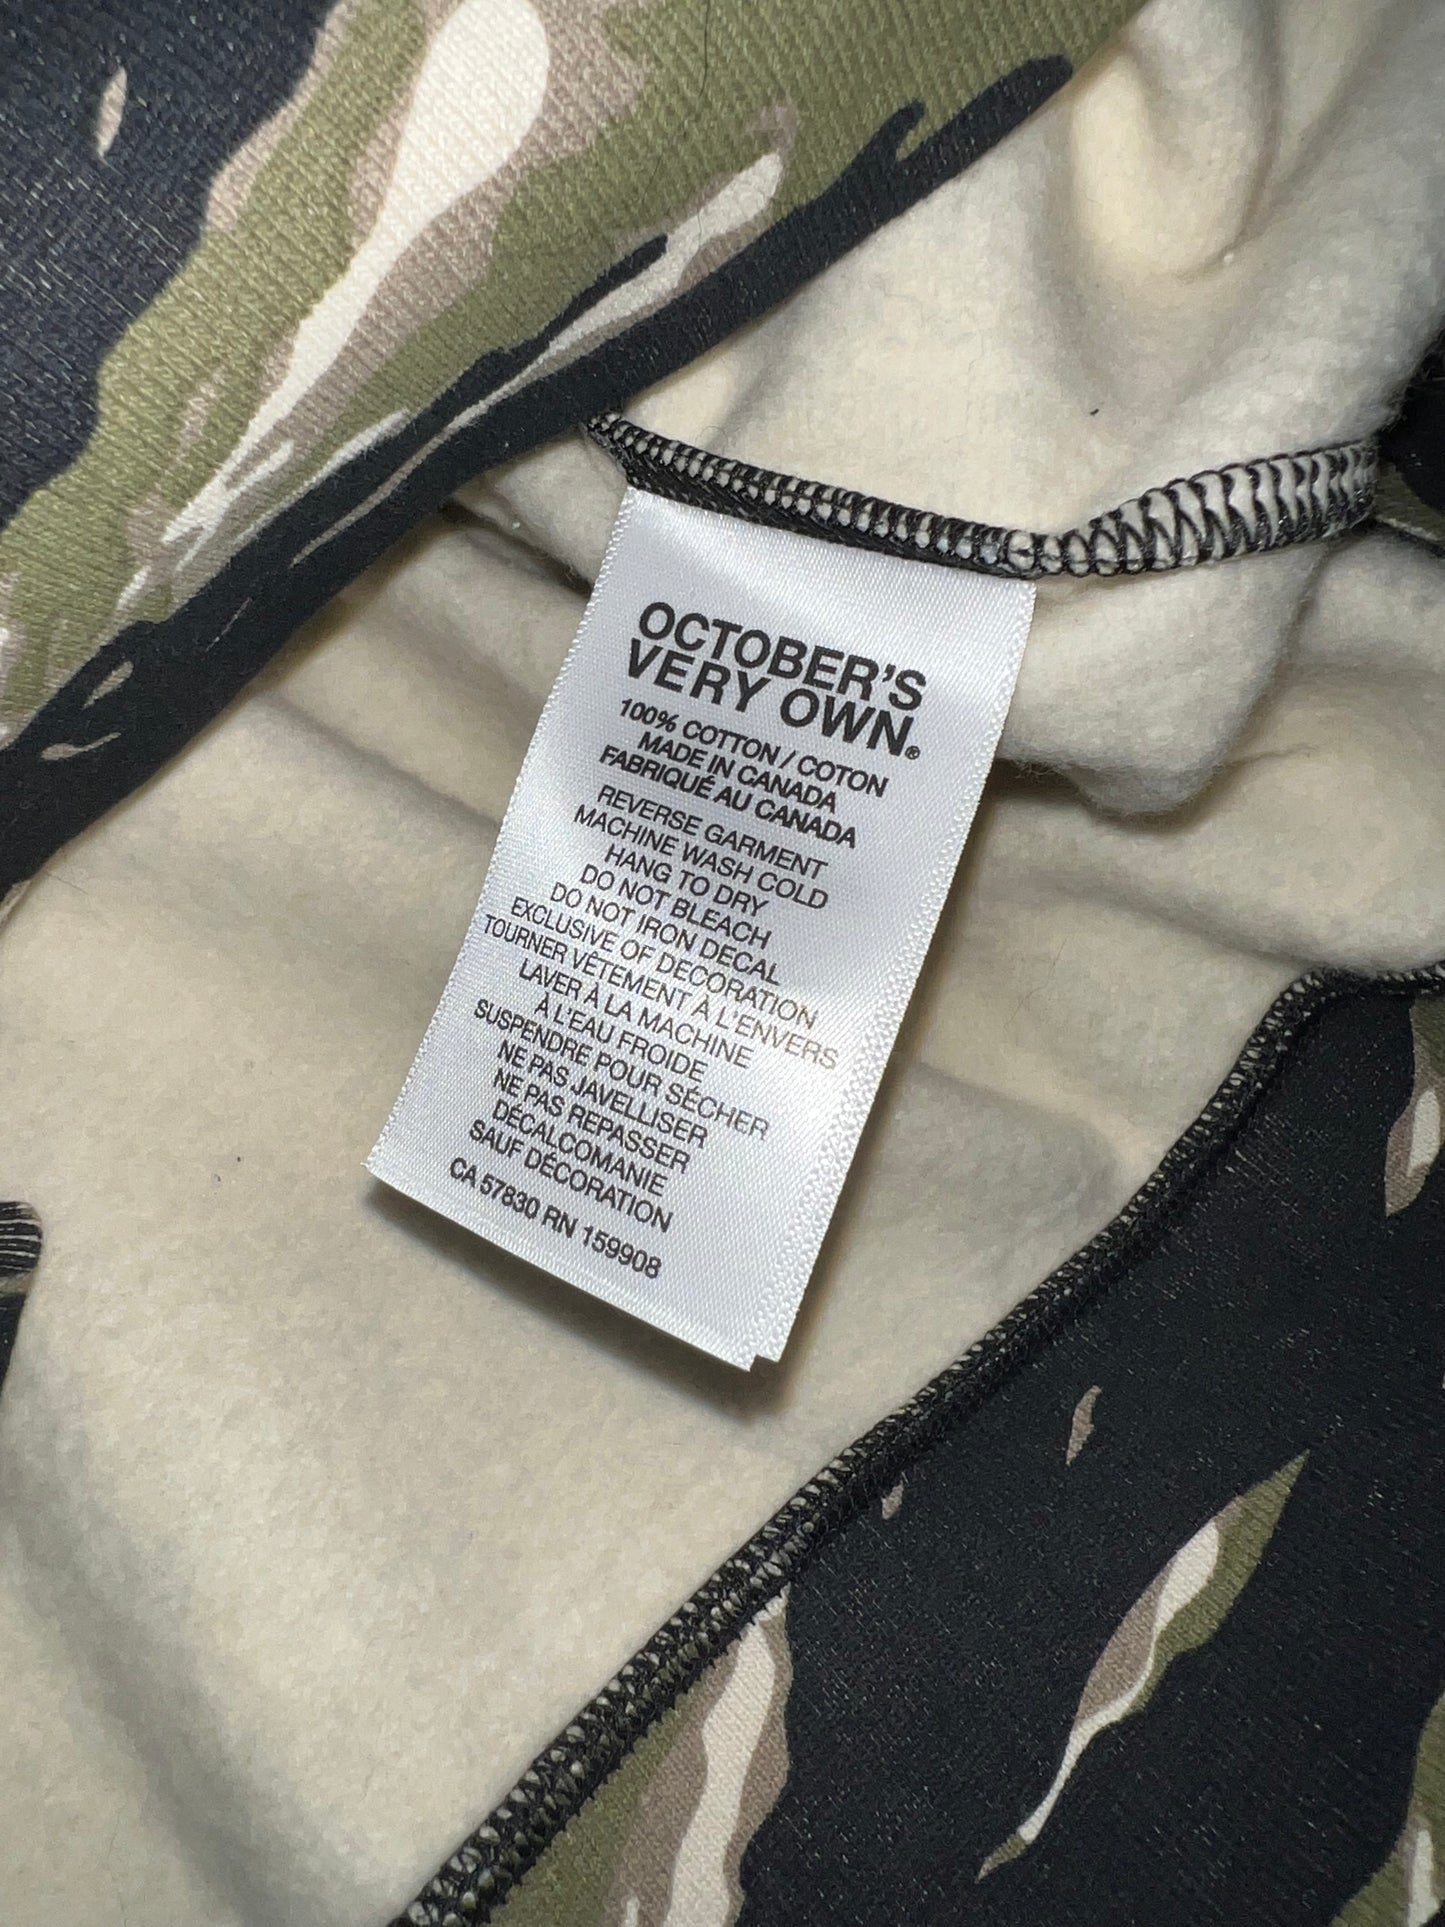 OCTOBER'S
VERY OWN®
100% COTTON / COTON
MADE IN CANADA
FABRIQUÉ AU CANADA
REVERSE GARMENT
MACHINE WASH COLD
HANG TO DRY
DO NOT BLEACH
DO NOT IRON DECAL
EXCLUSIVE OF DECORATION
TOURNER VÊTEMENT À L'ENVERS
LAVER À LA MACHINE
À L'EAU FROIDE
SUSPENDRE POUR SÉCHER
NE PAS JAVELLISER
NE PAS REPASSER
DÉCALCOMANIE
SAUF DÉCORATION
CA 57830 RN 159908